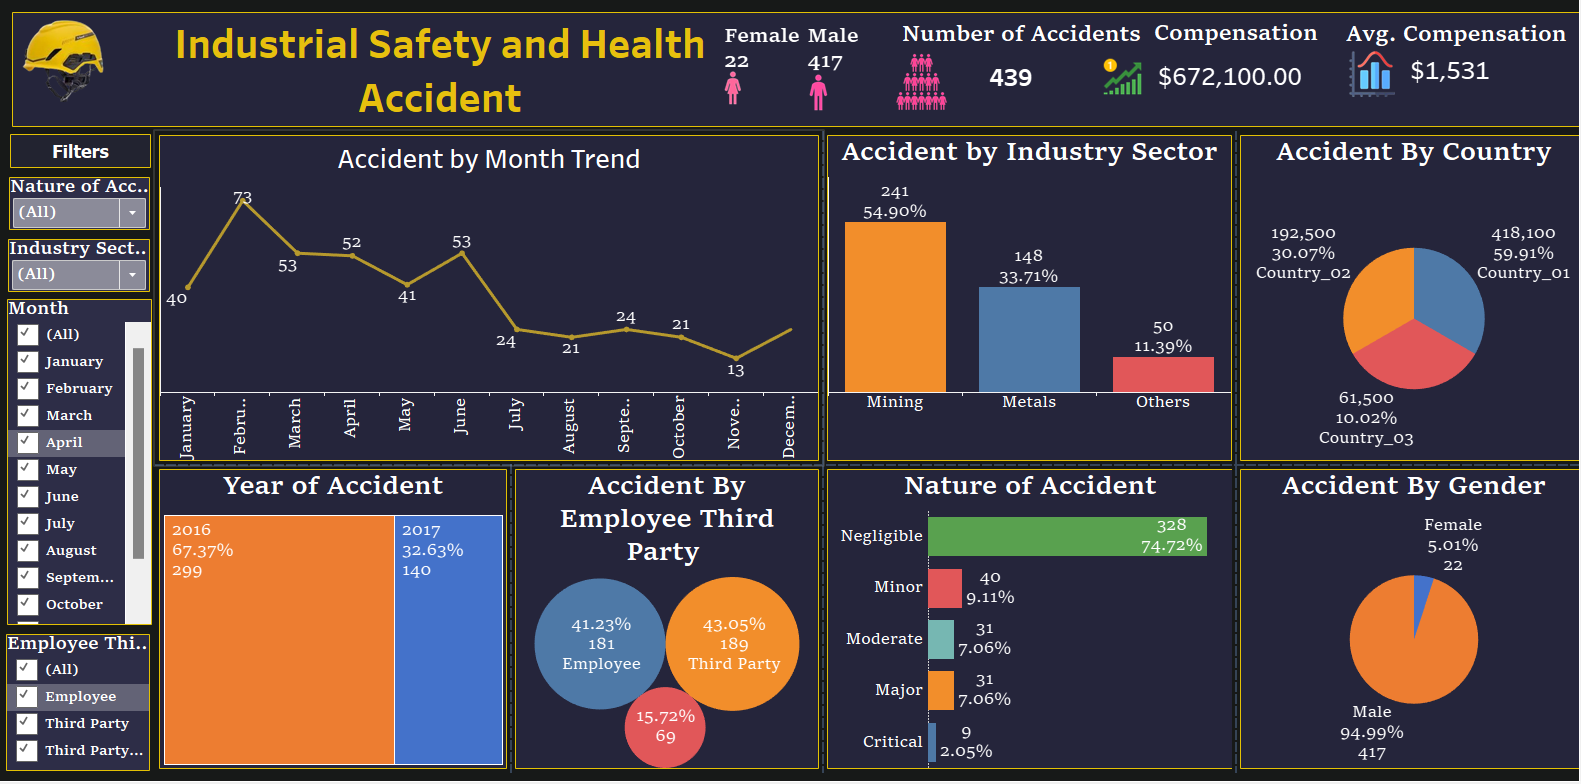 Industrial Safety and Health
Accident
Female Male
22 417
Number of Accidents
439
Compensation
1
$672,100.00
Avg. Compensation
$1,531
Filters
Nature of Acc..
(All)
Industry Sect..
(All)
Month
(All)
January
February
March
April
May
June
July
August
Septem...
October
Employee Thi..
(All)
Employee
Third Party
Third Party...
Accident by Month Trend
40
73
53
52
41
53
24
21
24
21
13
January
Febru..
March
April
May
June
July
August
Septe..
October
Nove..
Decem..
Accident by Industry Sector
241
54.90%
148
33.71%
50
11.39%
Mining
Metals
Others
Accident By Country
192,500
30.07%
Country_02
418,100
59.91%
Country_01
61,500
10.02%
Country_03
Year of Accident
2016
67.37%
299
2017
32.63%
140
Accident By
Employee Third
Party
41.23%
181
Employee
43.05%
189
Third Party
15.72%
69
Nature of Accident
Negligible
328
74.72%
Minor
40
9.11%
Moderate
31
7.06%
Major
31
7.06%
Critical
9
2.05%
Accident By Gender
Female
5.01%
22
Male
94.99%
417